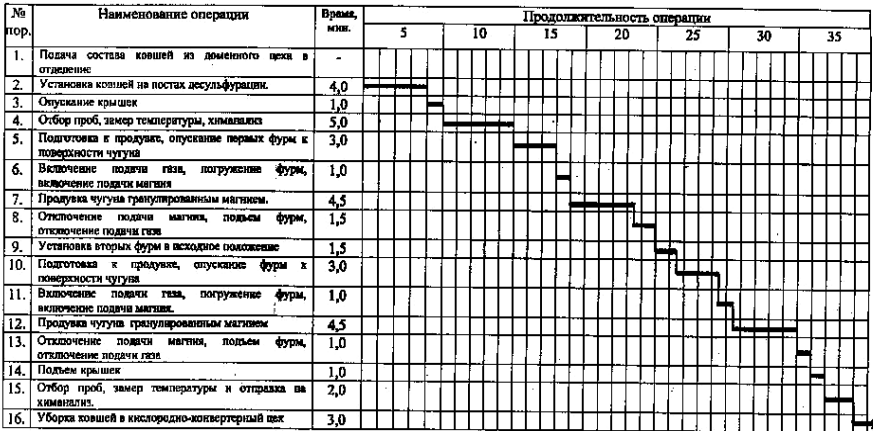 № пор. Наименование операции Время, мин. Продолжительность операции
5 10 15 20 25 30 35
1. Подача состава ковшей из доменного цеха в
отделение -
2. Установка ковшей на постах десульфурации. 4,0
3. Опускание крышек 1,0
4. Отбор проб, замер температуры, химанализ 5,0
5. Подготовка к продувке, опускание первых фурм к
поверхности чугуна 3,0
6. Включение подачи газа, погружение фурм,
включение подачи магния 1,0
7. Продувка чугуна гранулированным магнием. 4,5
8. Отключение подачи магния, подъем фурм,
отключение подачи газа 1,5
9. Установка вторых фурм в исходное положение 1,5
10. Подготовка к продувке, опускание фурм к
поверхности чугуна 3,0
11. Включение подачи газа, погружение фурм,
включение подачи магния. 1,0
12. Продувка чугуна гранулированным магнием 4,5
13. Отключение подачи магния, подъем фурм,
отключение подачи газа 1,0
14. Подъем крышек 1,0
15. Отбор проб, замер температуры и отправка на
химанализ. 2,0
16. Уборка ковшей в кислородно-конвертерный цех 3,0